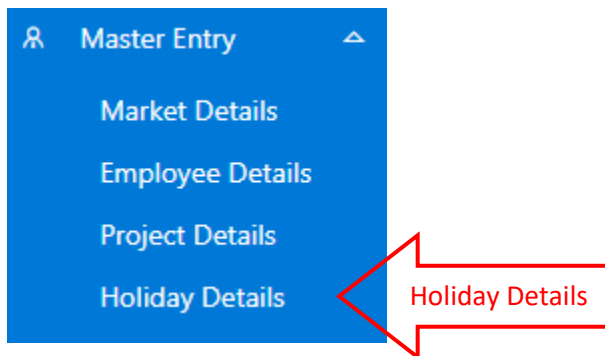 Master Entry
Market Details
Employee Details
Project Details
Holiday Details
Holiday Details